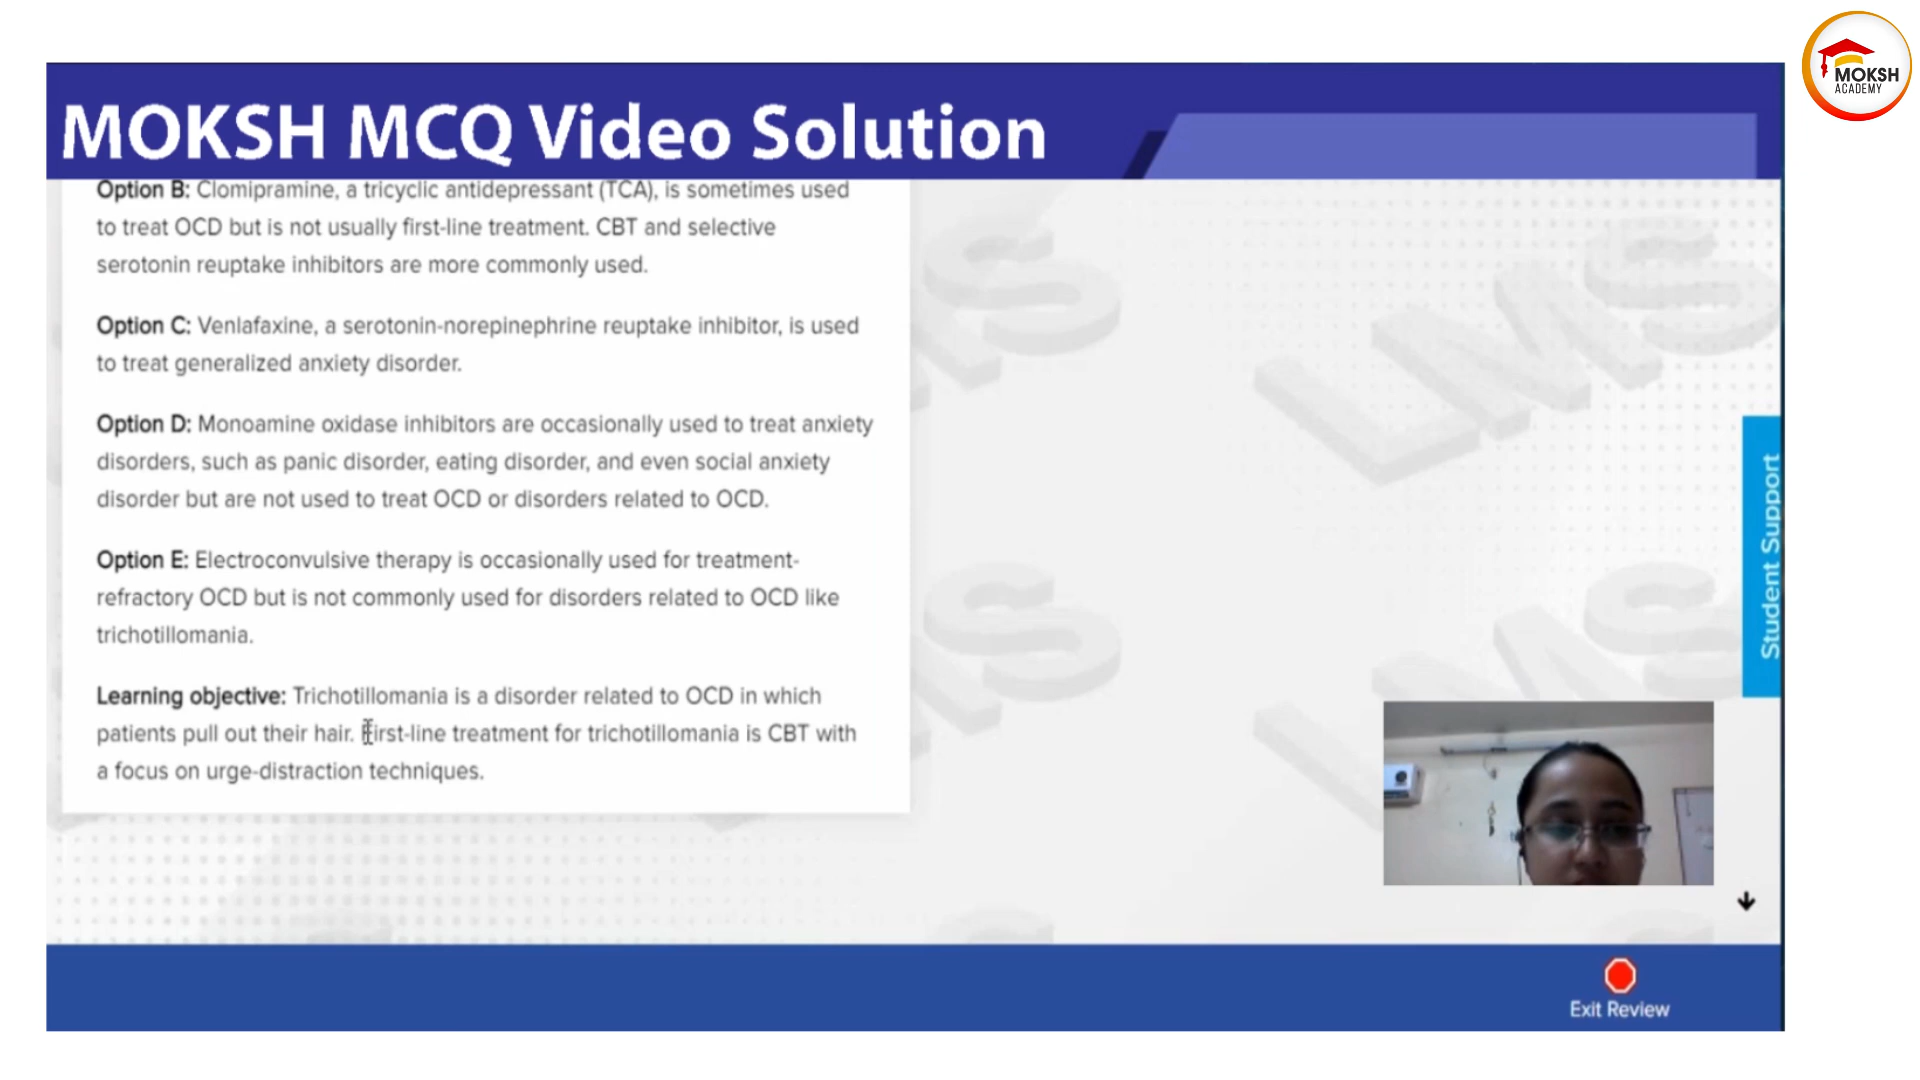 MOKSH
ACADEMY
MOKSH MCQ Video Solution
Option B: Clomipramine, a tricyclic antidepressant (TCA), is sometimes used
to treat OCD but is not usually first-line treatment. CBT and selective
serotonin reuptake inhibitors are more commonly used.
Option C: Venlafaxine, a serotonin-norepinephrine reuptake inhibitor, is used
to treat generalized anxiety disorder.
Option D: Monoamine oxidase inhibitors are occasionally used to treat anxiety
disorders, such as panic disorder, eating disorder, and even social anxiety
disorder but are not used to treat OCD or disorders related to OCD.
Option E: Electroconvulsive therapy is occasionally used for treatment-
refractory OCD but is not commonly used for disorders related to OCD like
trichotillomania.
Learning objective: Trichotillomania is a disorder related to OCD in which
patients pull out their hair. First-line treatment for trichotillomania is CBT with
a focus on urge-distraction techniques.
LMS
LMS
Student Support
Exit Review